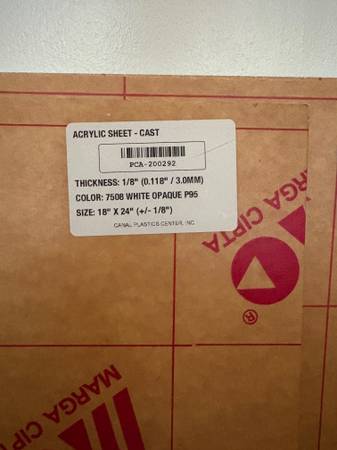 ACRYLIC SHEET - CAST
PCA-200292
THICKNESS: 1/8" (0.118" / 3.0MM)
COLOR: 7508 WHITE OPAQUE P95
SIZE: 18" X 24" (+/- 1/8")
CANAL PLASTICS CENTER, INC
MARGA CIPTA
®
MARGA CIPTA